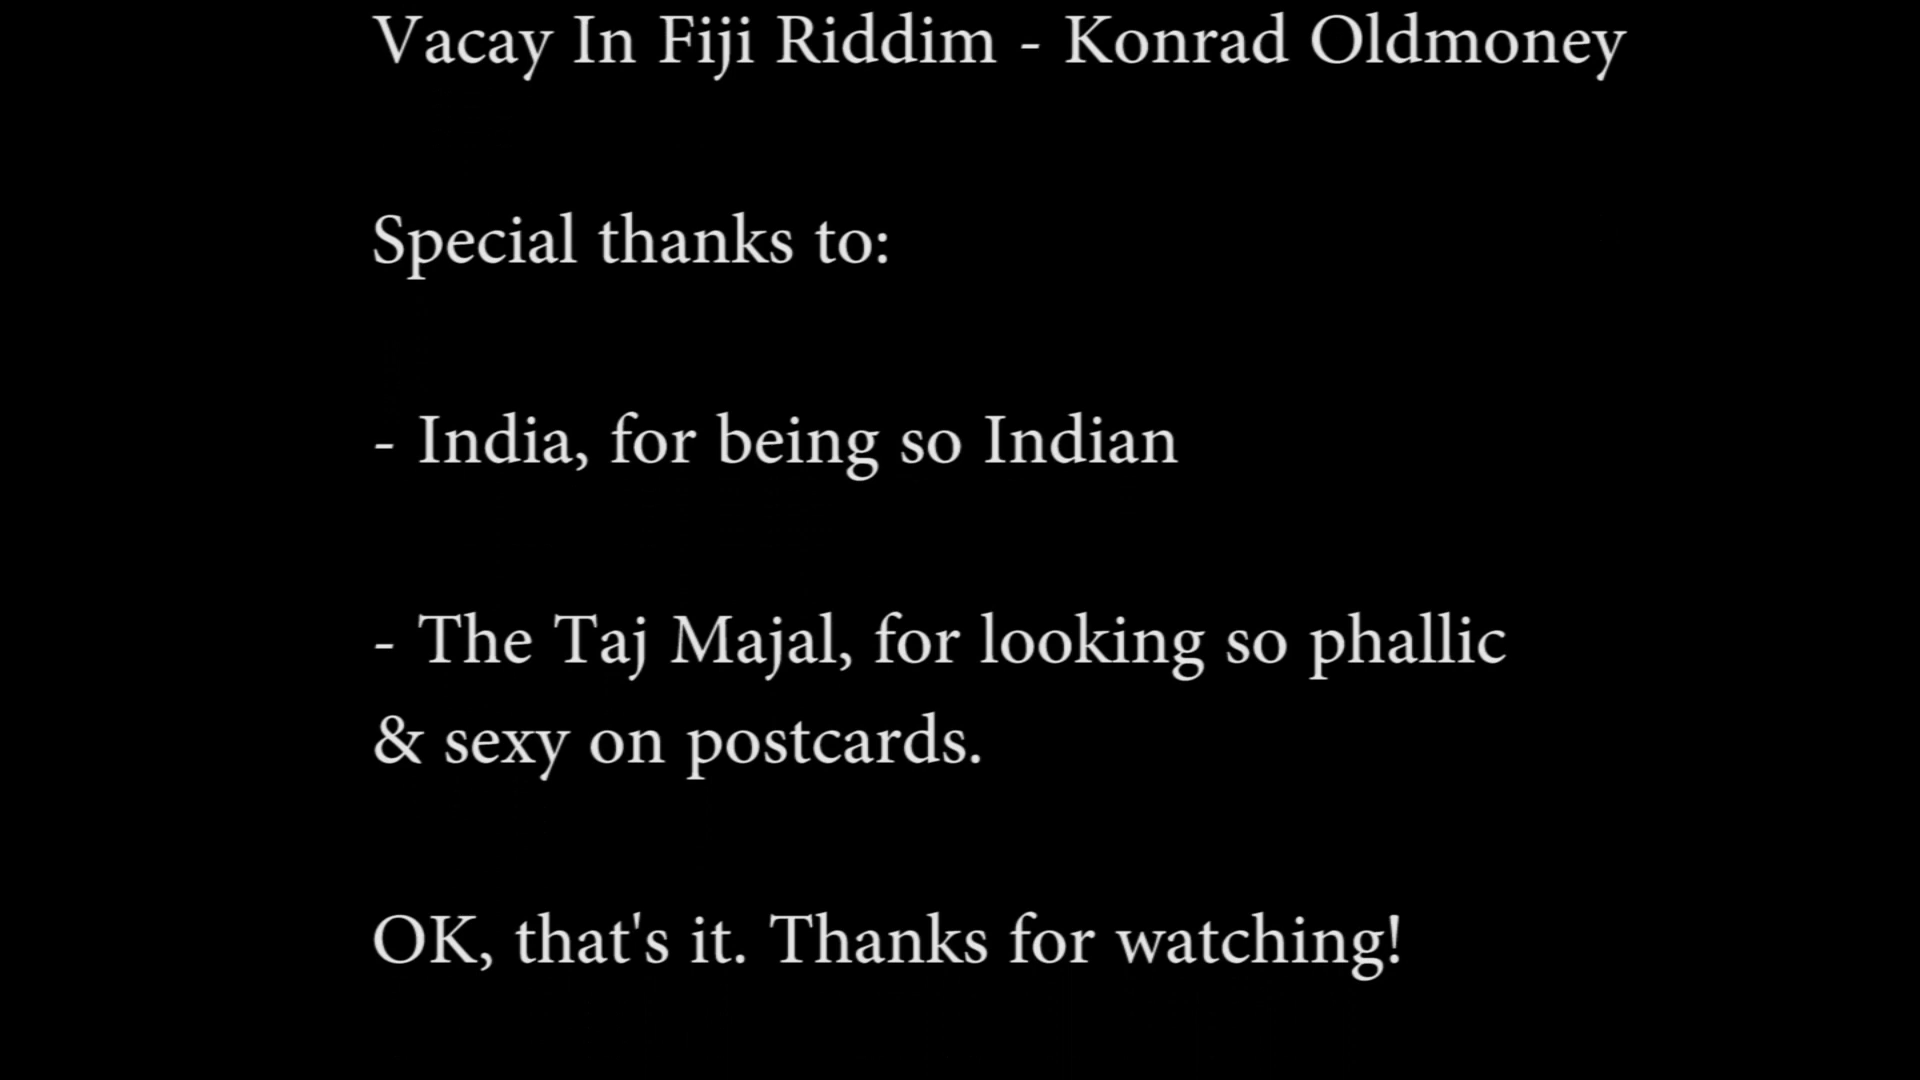 Vacay In Fiji Riddim - Konrad Oldmoney
Special thanks to:
- India, for being so Indian
- The Taj Majal, for looking so phallic
& sexy on postcards.
OK, that's it. Thanks for watching!